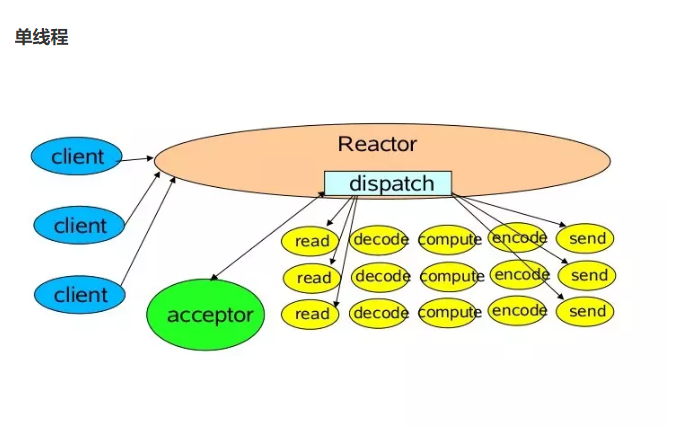 单线程
Reactor
client
dispatch
client
read decode compute encode send
client
read decode compute encode send
acceptor
read decode compute encode send